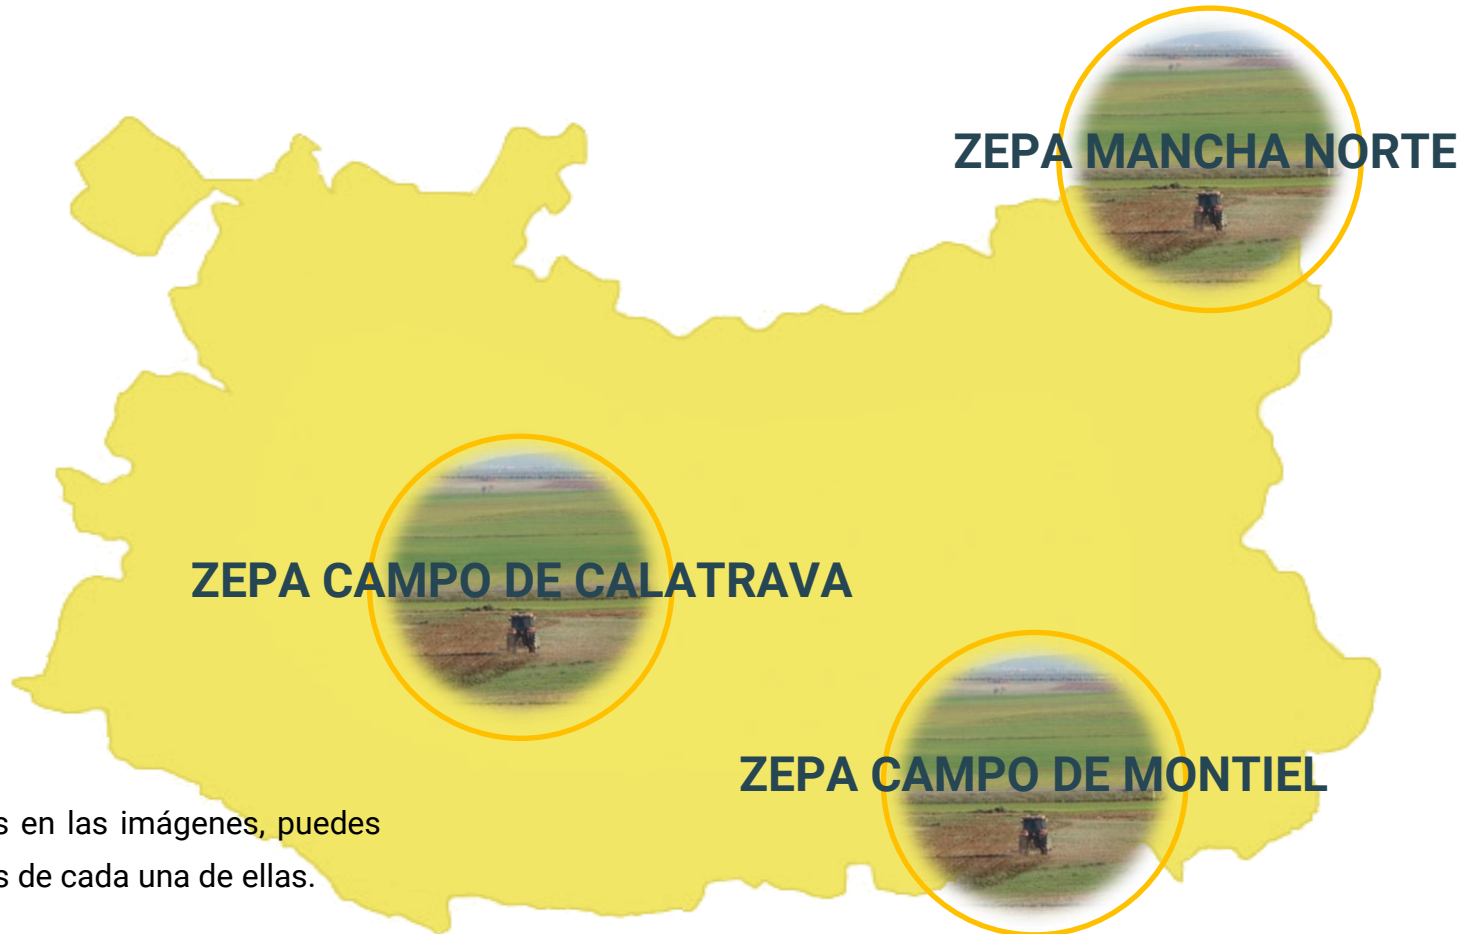 ZEPA MANCHA NORTE
ZEPA CAMPO DE CALATRAVA
ZEPA CAMPO DE MONTIEL
en las imágenes, puedes
de cada una de ellas.